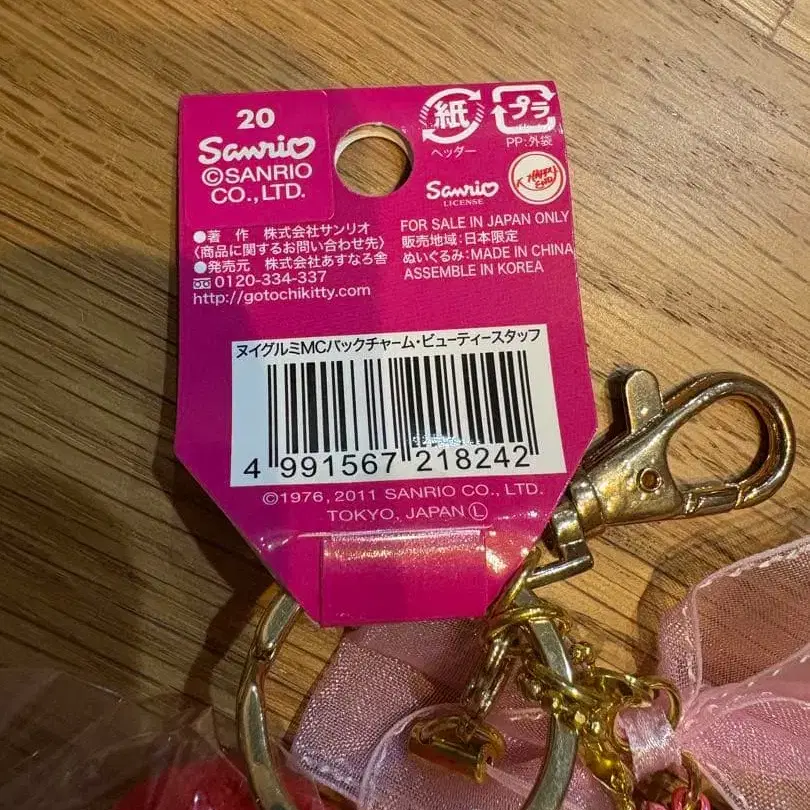 20
Sanrio
©SANRIO
CO., LTD.
紙
ヘッダー
プラ
PP:外袋
Sanrio
LICENSE
●著 作 株式会社サンリオ
〈商品に関するお問い合わせ先〉
●発売元 株式会社あすなろ舎
0120-334-337
http://gotochikitty.com
FOR SALE IN JAPAN ONLY
販売地域:日本限定
ぬいぐるみ:MADE IN CHINA
ASSEMBLE IN KOREA
ヌイグルミMCバックチャーム・ビューティースタッフ
4 991567 218242
©1976, 2011 SANRIO CO., LTD.
TOKYO, JAPAN Ⓛ